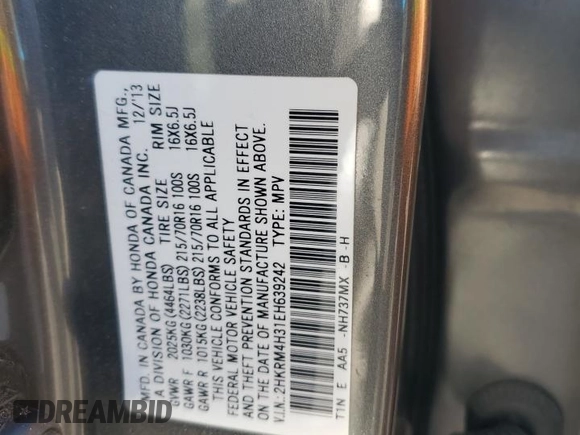 MFD. IN CANADA BY HONDA OF CANADA MFG.,
A DIVISION OF HONDA CANADA INC. 12/'13
TIRE SIZE RIM SIZE
GVWR 2025KG (4464LBS)
GAWR F 1030KG (2271LBS) 215/70R16 100S 16X6.5J
GAWR R 1015KG (2238LBS) 215/70R16 100S 16X6.5J
THIS VEHICLE CONFORMS TO ALL APPLICABLE
FEDERAL MOTOR VEHICLE SAFETY
AND THEFT PREVENTION STANDARDS IN EFFECT
ON THE DATE OF MANUFACTURE SHOWN ABOVE.
V.I.N.: 2HKRM4H31EH639242 TYPE: MPV
T1N E AA5 -NH737MX -B -H
DREAMBID